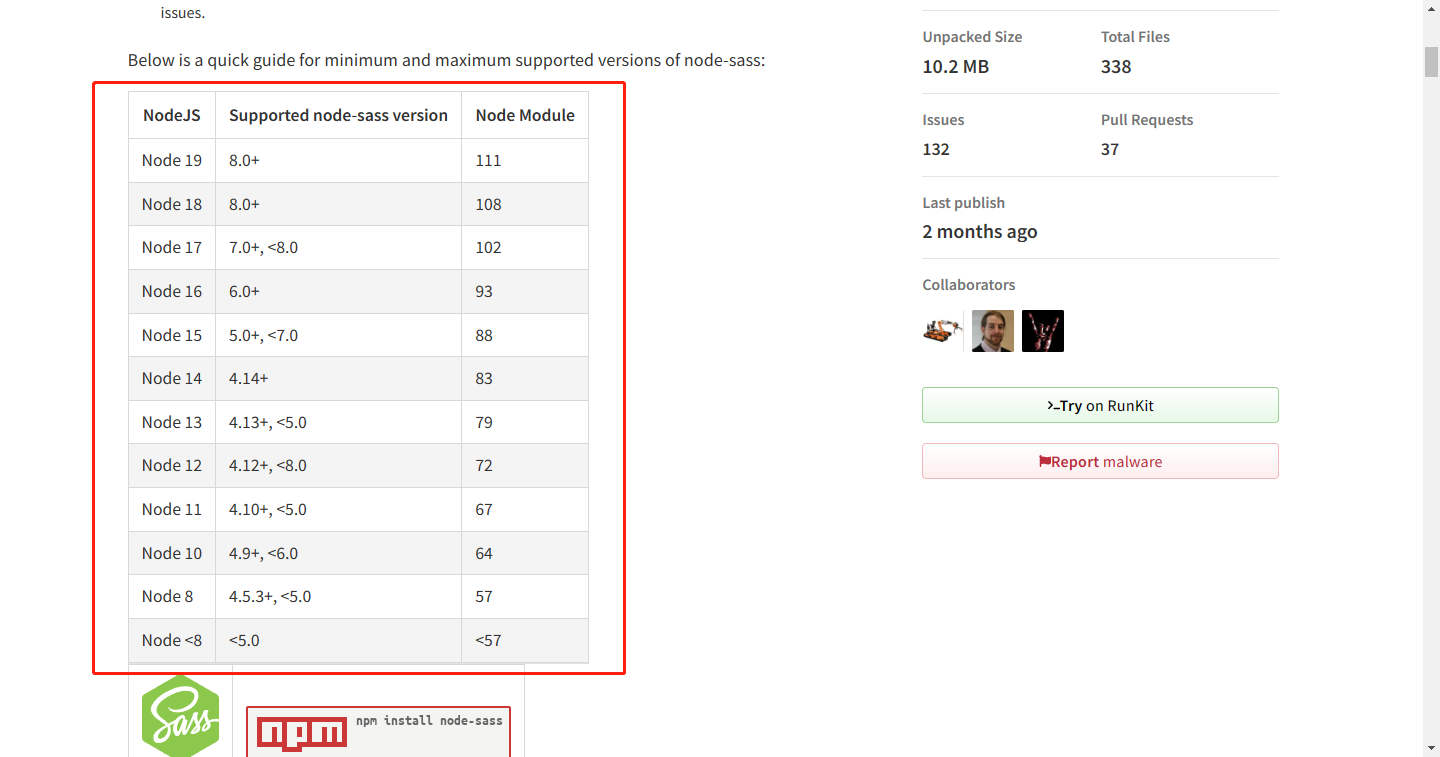 issues.
Below is a quick guide for minimum and maximum supported versions of node-sass:
NodeJS Supported node-sass version Node Module
Node 19 8.0+ 111
Node 18 8.0+ 108
Node 17 7.0+, <8.0 102
Node 16 6.0+ 93
Node 15 5.0+, <7.0 88
Node 14 4.14+ 83
Node 13 4.13+, <5.0 79
Node 12 4.12+, <8.0 72
Node 11 4.10+, <5.0 67
Node 10 4.9+, <6.0 64
Node 8 4.5.3+, <5.0 57
Node <8 <5.0 <57
Sass
npm
npm install node-sass
Unpacked Size Total Files
10.2 MB 338
Issues Pull Requests
132 37
Last publish
2 months ago
Collaborators
Try on RunKit
Report malware